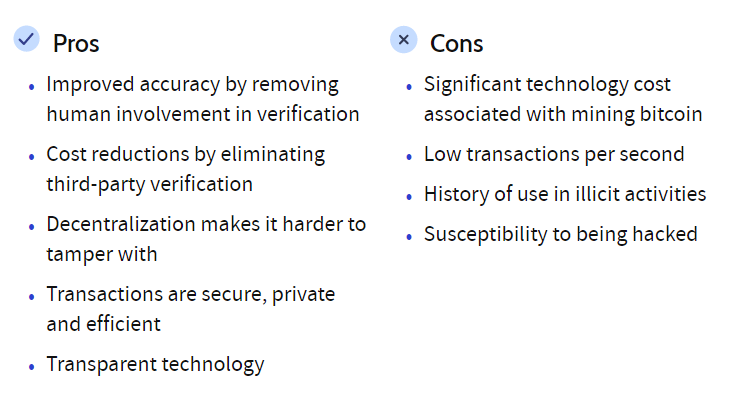 Pros
Improved accuracy by removing
human involvement in verification
Cost reductions by eliminating
third-party verification
Decentralization makes it harder to
tamper with
Transactions are secure, private
and efficient
Transparent technology
Cons
Significant technology cost
associated with mining bitcoin
Low transactions per second
History of use in illicit activities
Susceptibility to being hacked